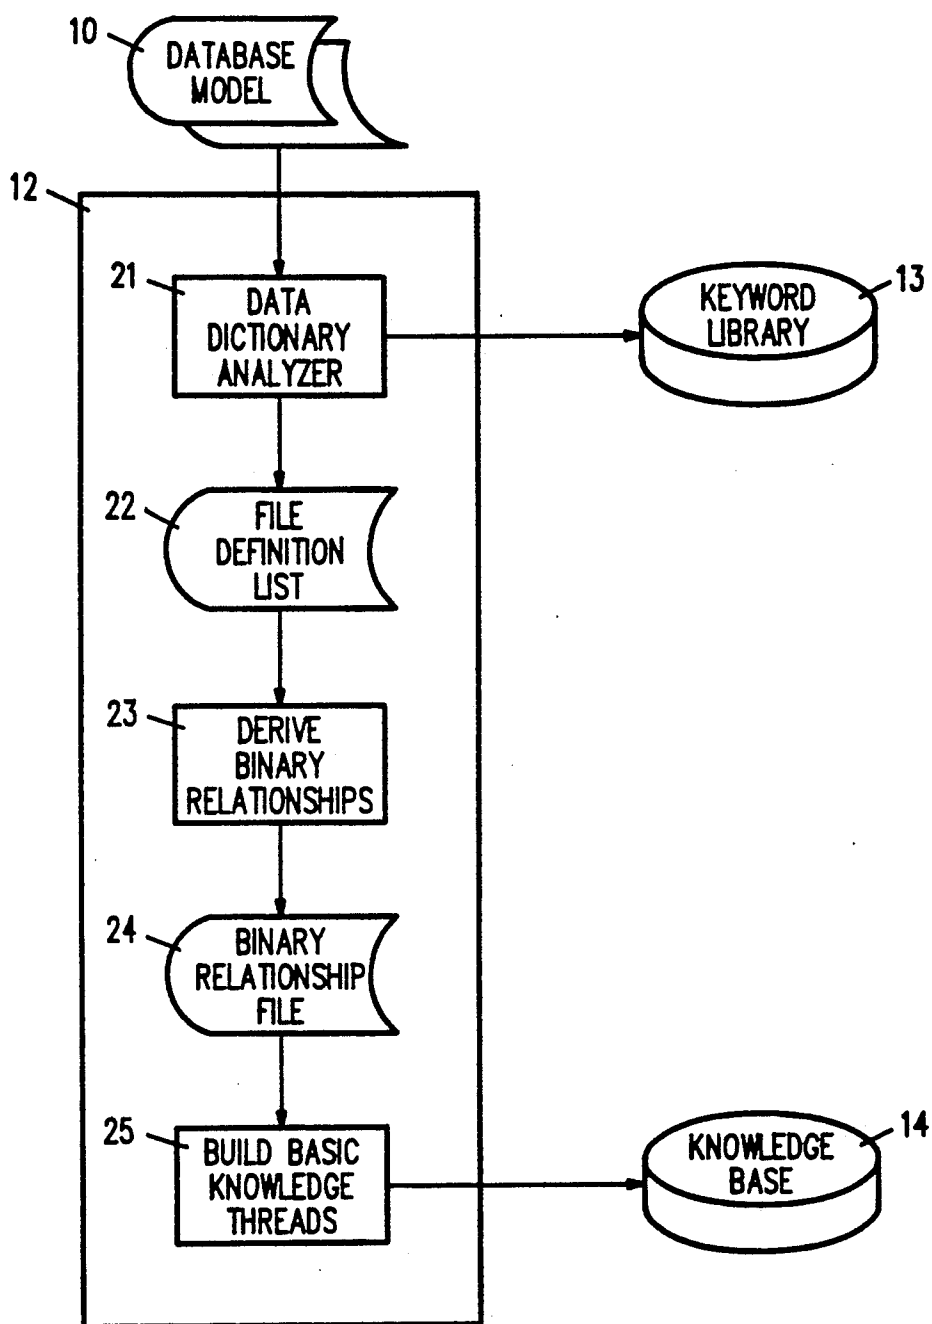 10
DATABASE
MODEL
12
21
DATA
DICTIONARY
ANALYZER
KEYWORD
LIBRARY
13
22
FILE
DEFINITION
LIST
23
DERIVE
BINARY
RELATIONSHIPS
24
BINARY
RELATIONSHIP
FILE
25
BUILD BASIC
KNOWLEDGE
THREADS
KNOWLEDGE
BASE
14